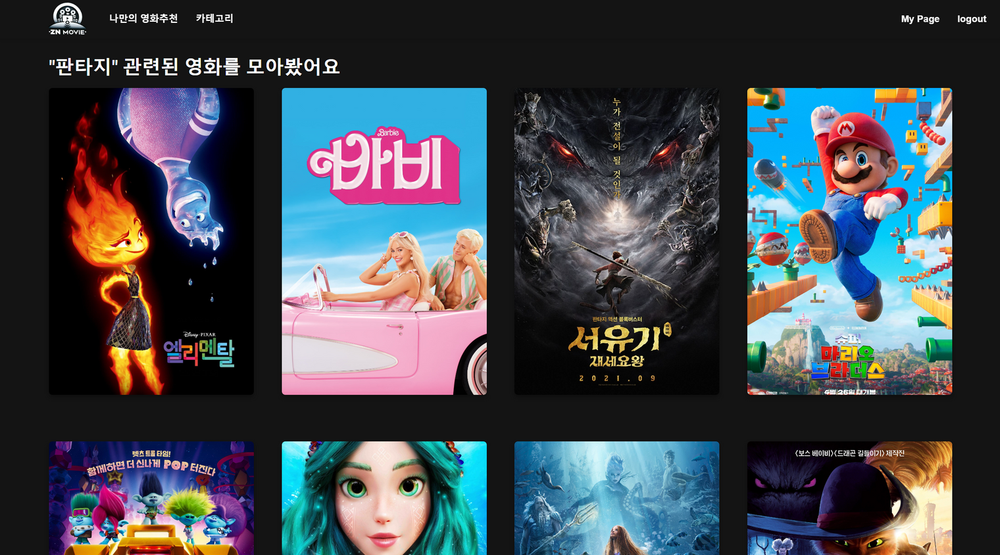 ·ZN MOVIE·
나만의 영화추천
카테고리
My Page
logout
"판타지" 관련된 영화를 모아봤어요
Disney·PIXAR
엘리멘탈
Barbie
바비
누가 전설이 될 것인가
판타지 액션 블록버스터
서유기
재세요왕
2021.09
슈퍼
마리오
브라더스
4월 26일 대개봉
렛츠 트롤 타임!
함께하면 더 신나게 POP 터진다
<보스 베이비><드래곤 길들이기> 제작진